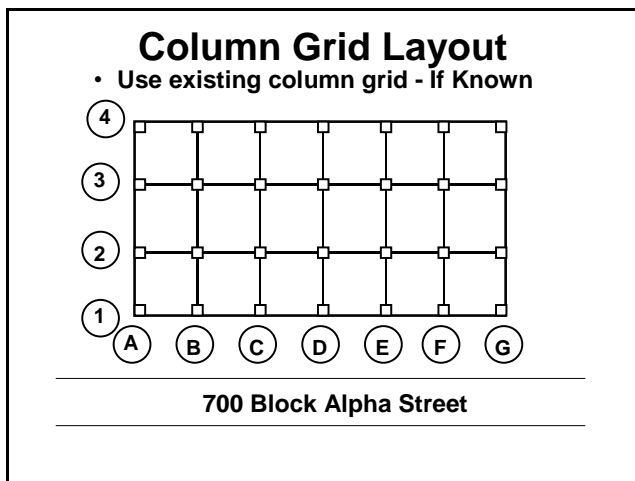 Column Grid Layout
• Use existing column grid - If Known
4
3
2
1
A B C D E F G
700 Block Alpha Street